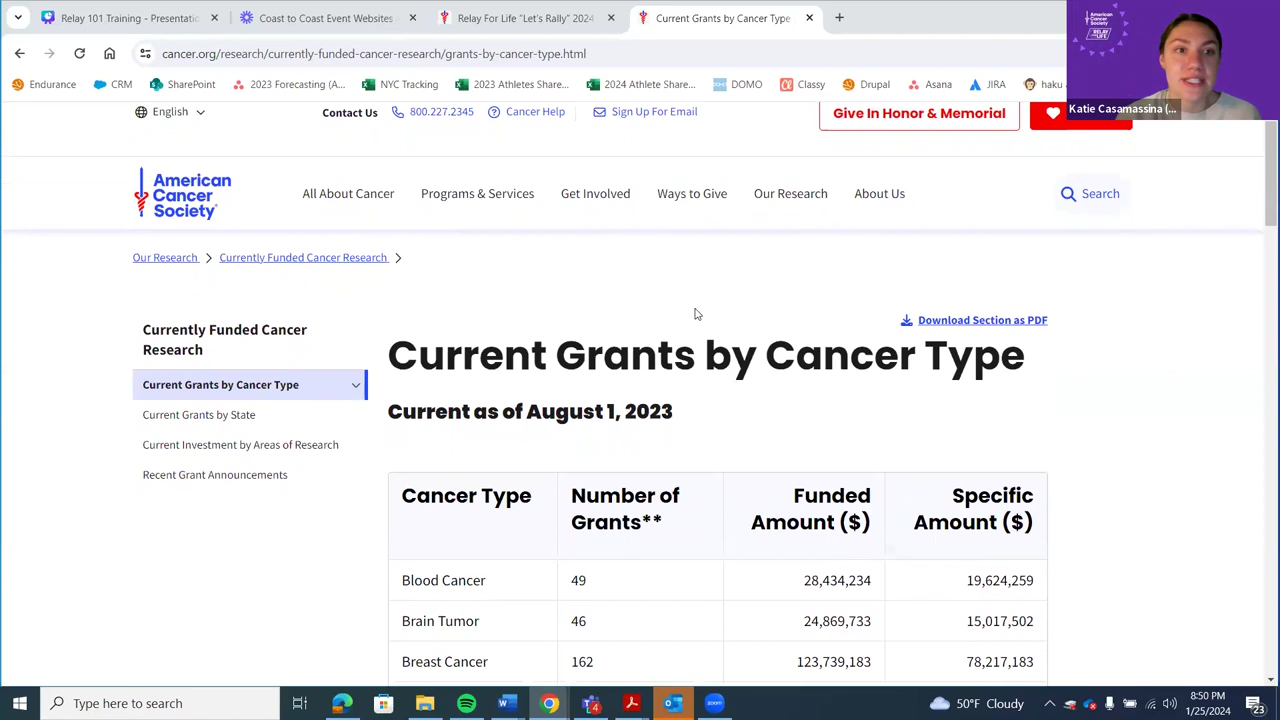 Relay 101 Training - Presentatio
Coast to Coast Event Websites
Relay For Life "Let's Rally" 2024
Current Grants by Cancer Type
cancer.org/research/currently-funded-cancer-research/grants-by-cancer-type.html
Endurance
CRM
SharePoint
2023 Forecasting (A...
NYC Tracking
2023 Athletes Share...
2024 Athlete Share...
DOMO
Classy
Drupal
Asana
JIRA
haku
American Cancer Society
RELAY FOR LIFE
Katie Casamassina (...
English
Contact Us
800.227.2345
Cancer Help
Sign Up For Email
Give In Honor & Memorial
American Cancer Society
All About Cancer
Programs & Services
Get Involved
Ways to Give
Our Research
About Us
Search
Our Research
Currently Funded Cancer Research
Currently Funded Cancer
Research
Current Grants by Cancer Type
Current Grants by State
Current Investment by Areas of Research
Recent Grant Announcements
Download Section as PDF
Current Grants by Cancer Type
Current as of August 1, 2023
Cancer Type Number of Grants** Funded Amount ($) Specific Amount ($)
Blood Cancer 49 28,434,234 19,624,259
Brain Tumor 46 24,869,733 15,017,502
Breast Cancer 162 123,739,183 78,217,183
Type here to search
50°F Cloudy
8:50 PM
1/25/2024
23